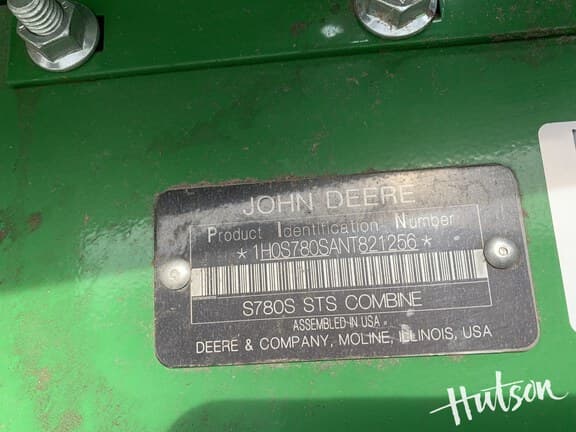 JOHN DEERE
Product Identification Number
*1H0S780SANT821256*
S780S STS COMBINE
ASSEMBLED IN USA
DEERE & COMPANY, MOLINE, ILLINOIS, USA
Hutson